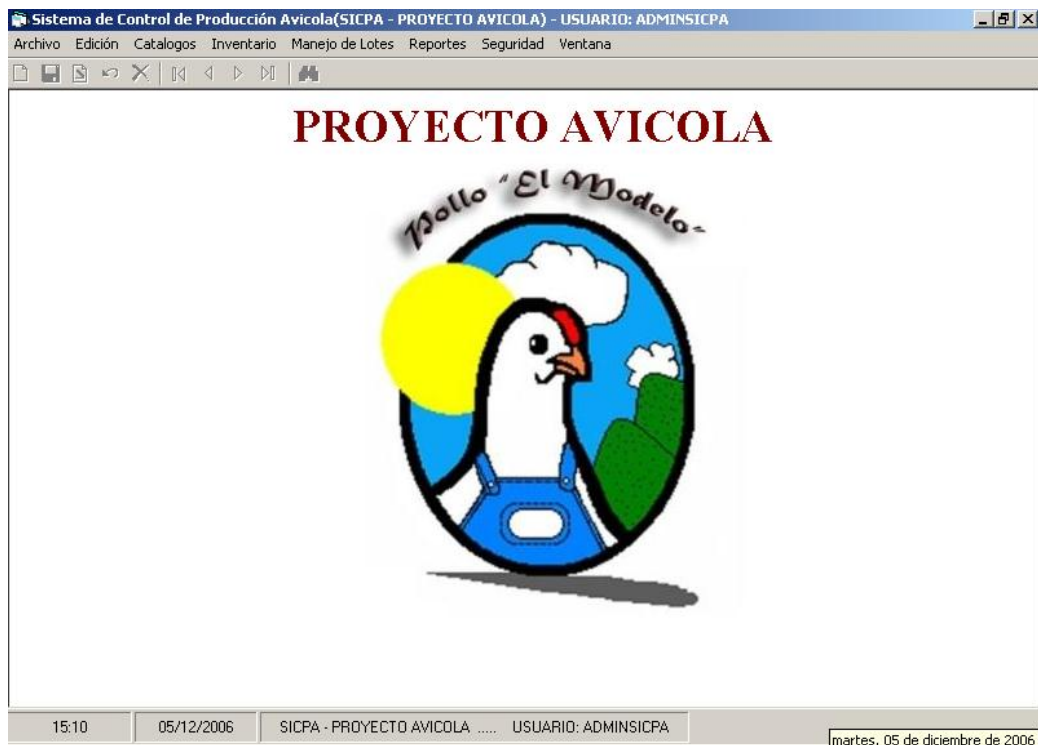 Sistema de Control de Producción Avicola(SICPA - PROYECTO AVICOLA) - USUARIO: ADMINSICPA
Archivo Edición Catalogos Inventario Manejo de Lotes Reportes Seguridad Ventana
PROYECTO AVICOLA
Pollo "El Modelo"
15:10 05/12/2006 SICPA - PROYECTO AVICOLA ..... USUARIO: ADMINSICPA
martes, 05 de diciembre de 2006